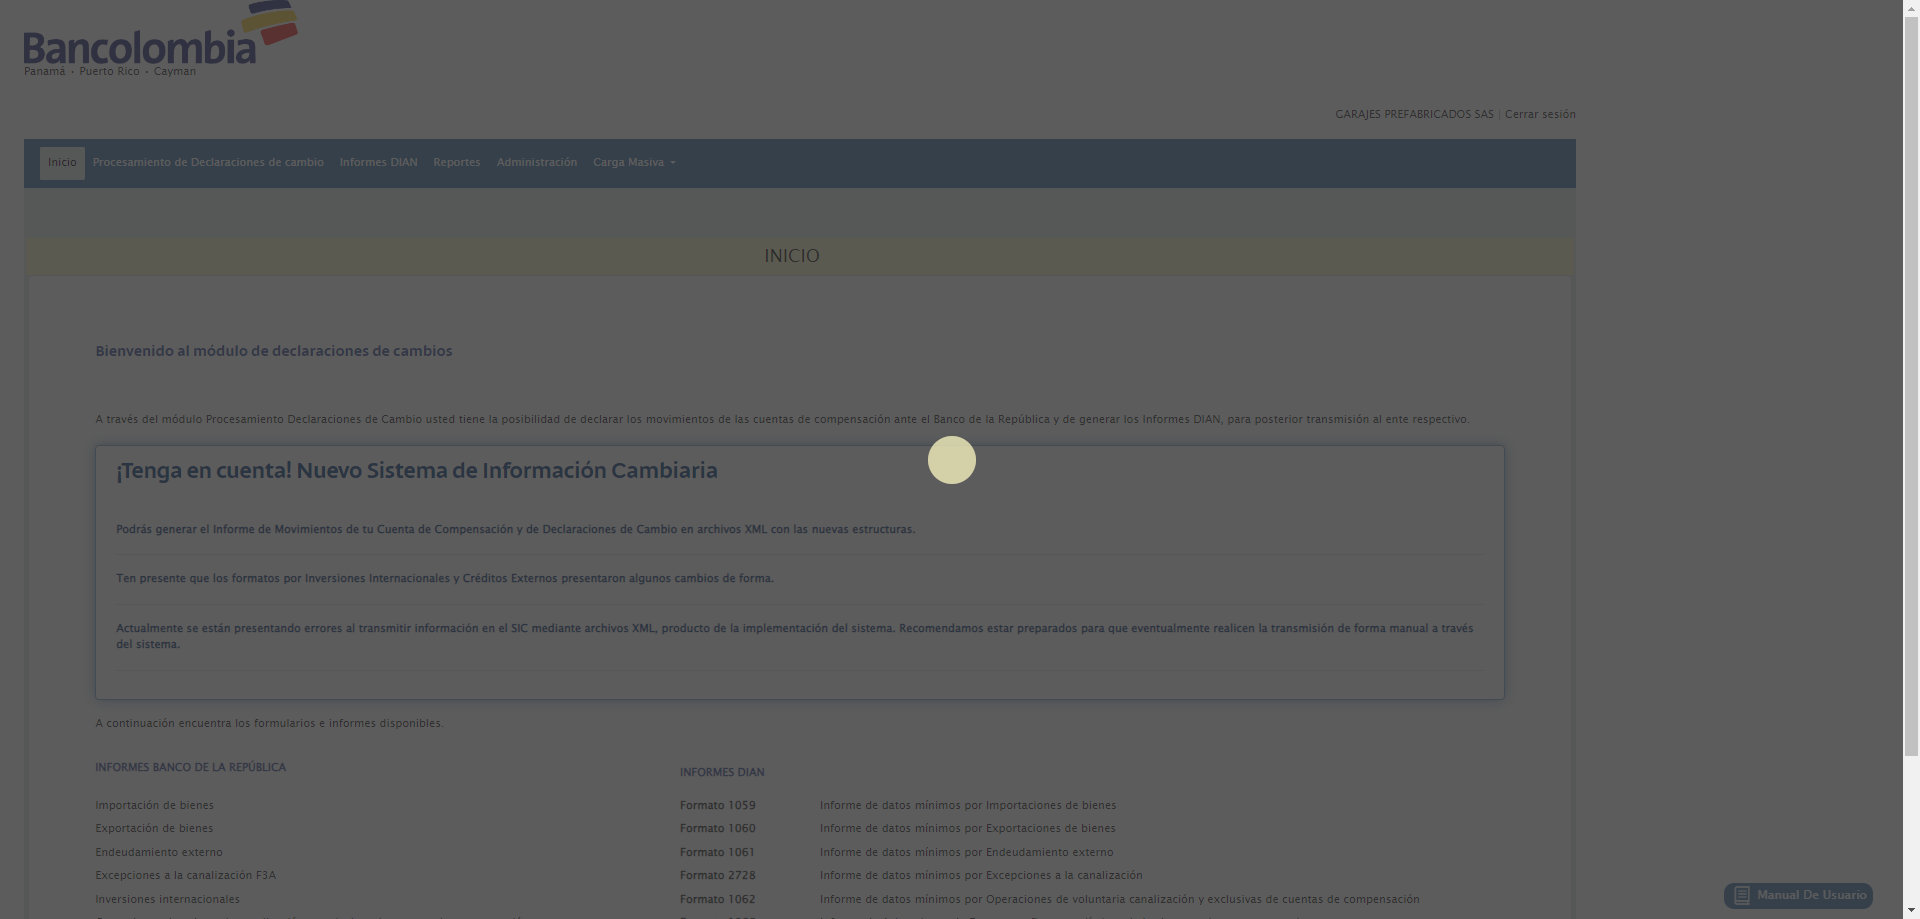 Bancolombia
Panamá • Puerto Rico • Cayman
GARAJES PREFABRICADOS SAS | Cerrar sesión
Inicio Procesamiento de Declaraciones de cambio Informes DIAN Reportes Administración Carga Masiva
INICIO
Bienvenido al módulo de declaraciones de cambios
A través del módulo Procesamiento Declaraciones de Cambio usted tiene la posibilidad de declarar los movimientos de las cuentas de compensación ante el Banco de la República y de generar los Informes DIAN, para posterior transmisión al ente respectivo.
¡Tenga en cuenta! Nuevo Sistema de Información Cambiaria
Podrás generar el Informe de Movimientos de tu Cuenta de Compensación y de Declaraciones de Cambio en archivos XML con las nuevas estructuras.
Ten presente que los formatos por Inversiones Internacionales y Créditos Externos presentaron algunos cambios de forma.
Actualmente se están presentando errores al transmitir información en el SIC mediante archivos XML, producto de la implementación del sistema. Recomendamos estar preparados para que eventualmente realicen la transmisión de forma manual a través
del sistema.
A continuación encuentra los formularios e informes disponibles.
INFORMES BANCO DE LA REPÚBLICA
Importación de bienes
Exportación de bienes
Endeudamiento externo
Excepciones a la canalización F3A
Inversiones internacionales
INFORMES DIAN
Formato 1059 Informe de datos mínimos por Importaciones de bienes
Formato 1060 Informe de datos mínimos por Exportaciones de bienes
Formato 1061 Informe de datos mínimos por Endeudamiento externo
Formato 2728 Informe de datos mínimos por Excepciones a la canalización
Formato 1062 Informe de datos mínimos por Operaciones de voluntaria canalización y exclusivas de cuentas de compensación
Manual De Usuario